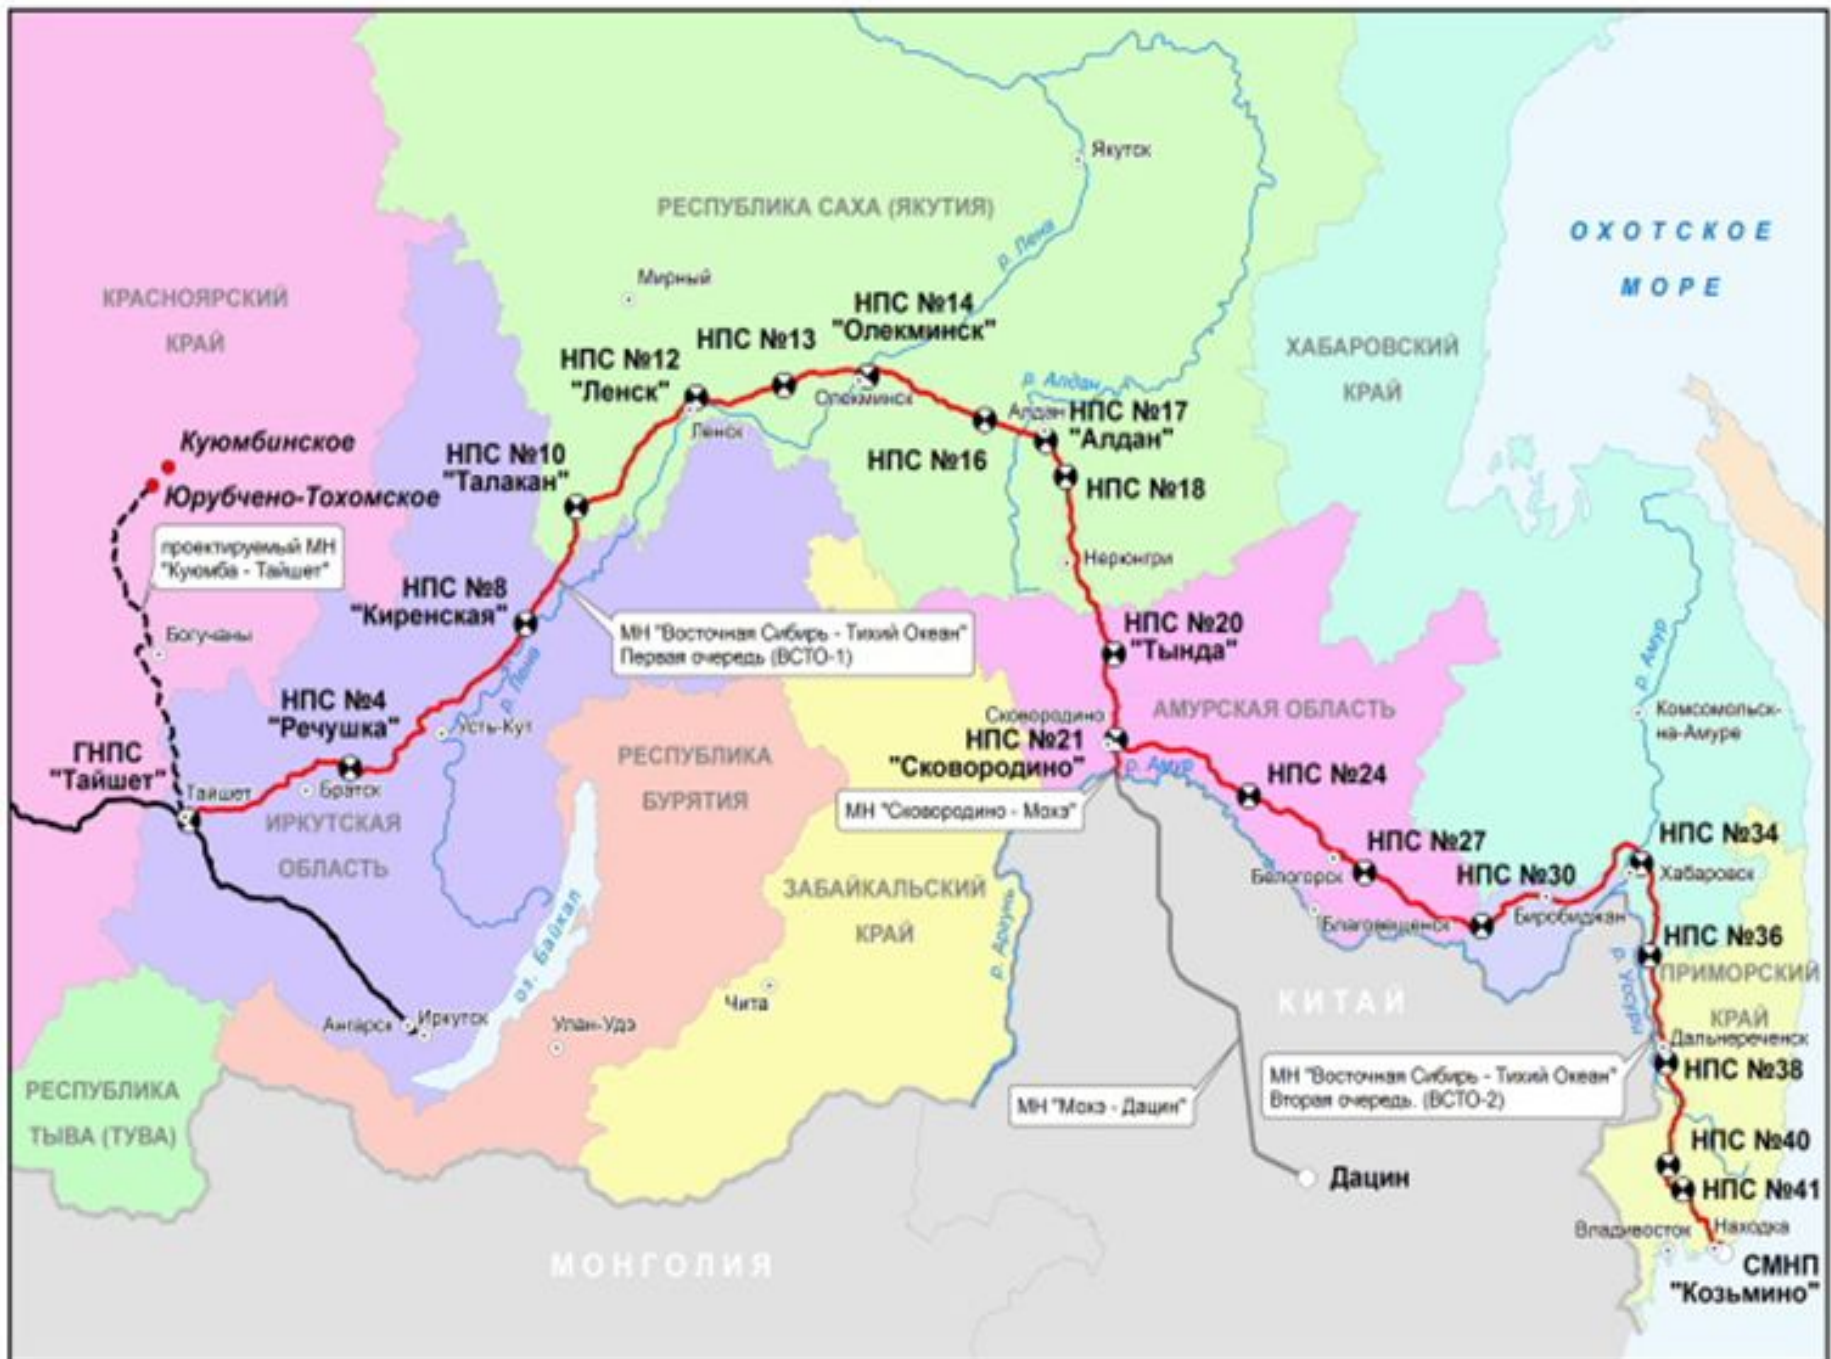 Якутск
РЕСПУБЛИКА САХА (ЯКУТИЯ)
ОХОТСКОЕ
МОРЕ
р. Лена
Мирный
КРАСНОЯРСКИЙ
КРАЙ
НПС №14
"Олекминск"
НПС №13
НПС №12
"Ленск"
ХАБАРОВСКИЙ
КРАЙ
р. Алдан
Олекминск
Алдан
НПС №17
"Алдан"
Ленск
Куюмбинское
Юрубчено-Тохомское
НПС №10
"Талакан"
НПС №16
НПС №18
проектируемый МН
"Куюмба - Тайшет"
Нерюнгри
НПС №8
"Киренская"
Богучаны
МН "Восточная Сибирь - Тихий Океан"
Первая очередь (ВСТО-1)
НПС №20
"Тында"
р. Лена
р. Амур
НПС №4
"Речушка"
Усть-Кут
Сковородино
АМУРСКАЯ ОБЛАСТЬ
Комсомольск-
на-Амуре
ГНПС
"Тайшет"
НПС №21
"Сковородино"
РЕСПУБЛИКА
БУРЯТИЯ
р. Амур
НПС №24
Тайшет
Братск
МН "Сковородино - Мохэ"
ИРКУТСКАЯ
ОБЛАСТЬ
НПС №27
НПС №34
Белогорск
НПС №30
Хабаровск
ЗАБАЙКАЛЬСКИЙ
КРАЙ
Благовещенск
Биробиджан
оз. Байкал
р. Аргунь
НПС №36
ПРИМОРСКИЙ
КРАЙ
р. Уссури
Чита
КИТАЙ
Ангарск
Иркутск
Улан-Удэ
Дальнереченск
НПС №38
МН "Восточная Сибирь - Тихий Океан"
Вторая очередь. (ВСТО-2)
РЕСПУБЛИКА
ТЫВА (ТУВА)
МН "Мохэ - Дацин"
НПС №40
Дацин
НПС №41
Владивосток
Находка
МОНГОЛИЯ
СМНП
"Козьмино"